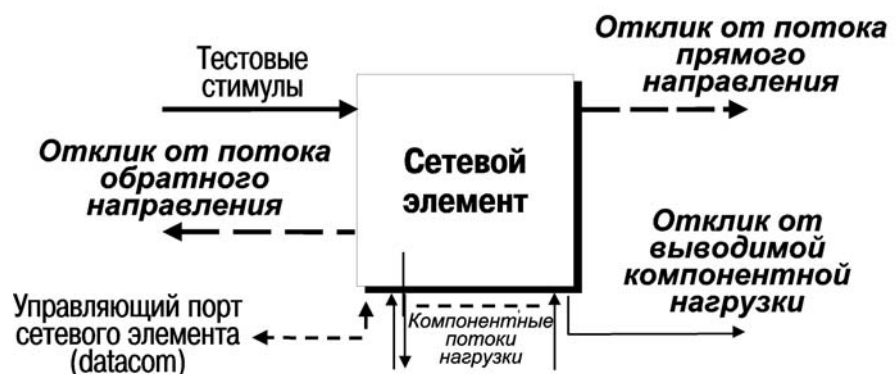 Тестовые
стимулы
Отклик от потока
прямого
направления
Отклик от потока
обратного
направления
Сетевой
элемент
Отклик от
выводимой
компонентной
нагрузки
Управляющий порт
сетевого элемента
(datacom)
Компонентные
потоки
нагрузки